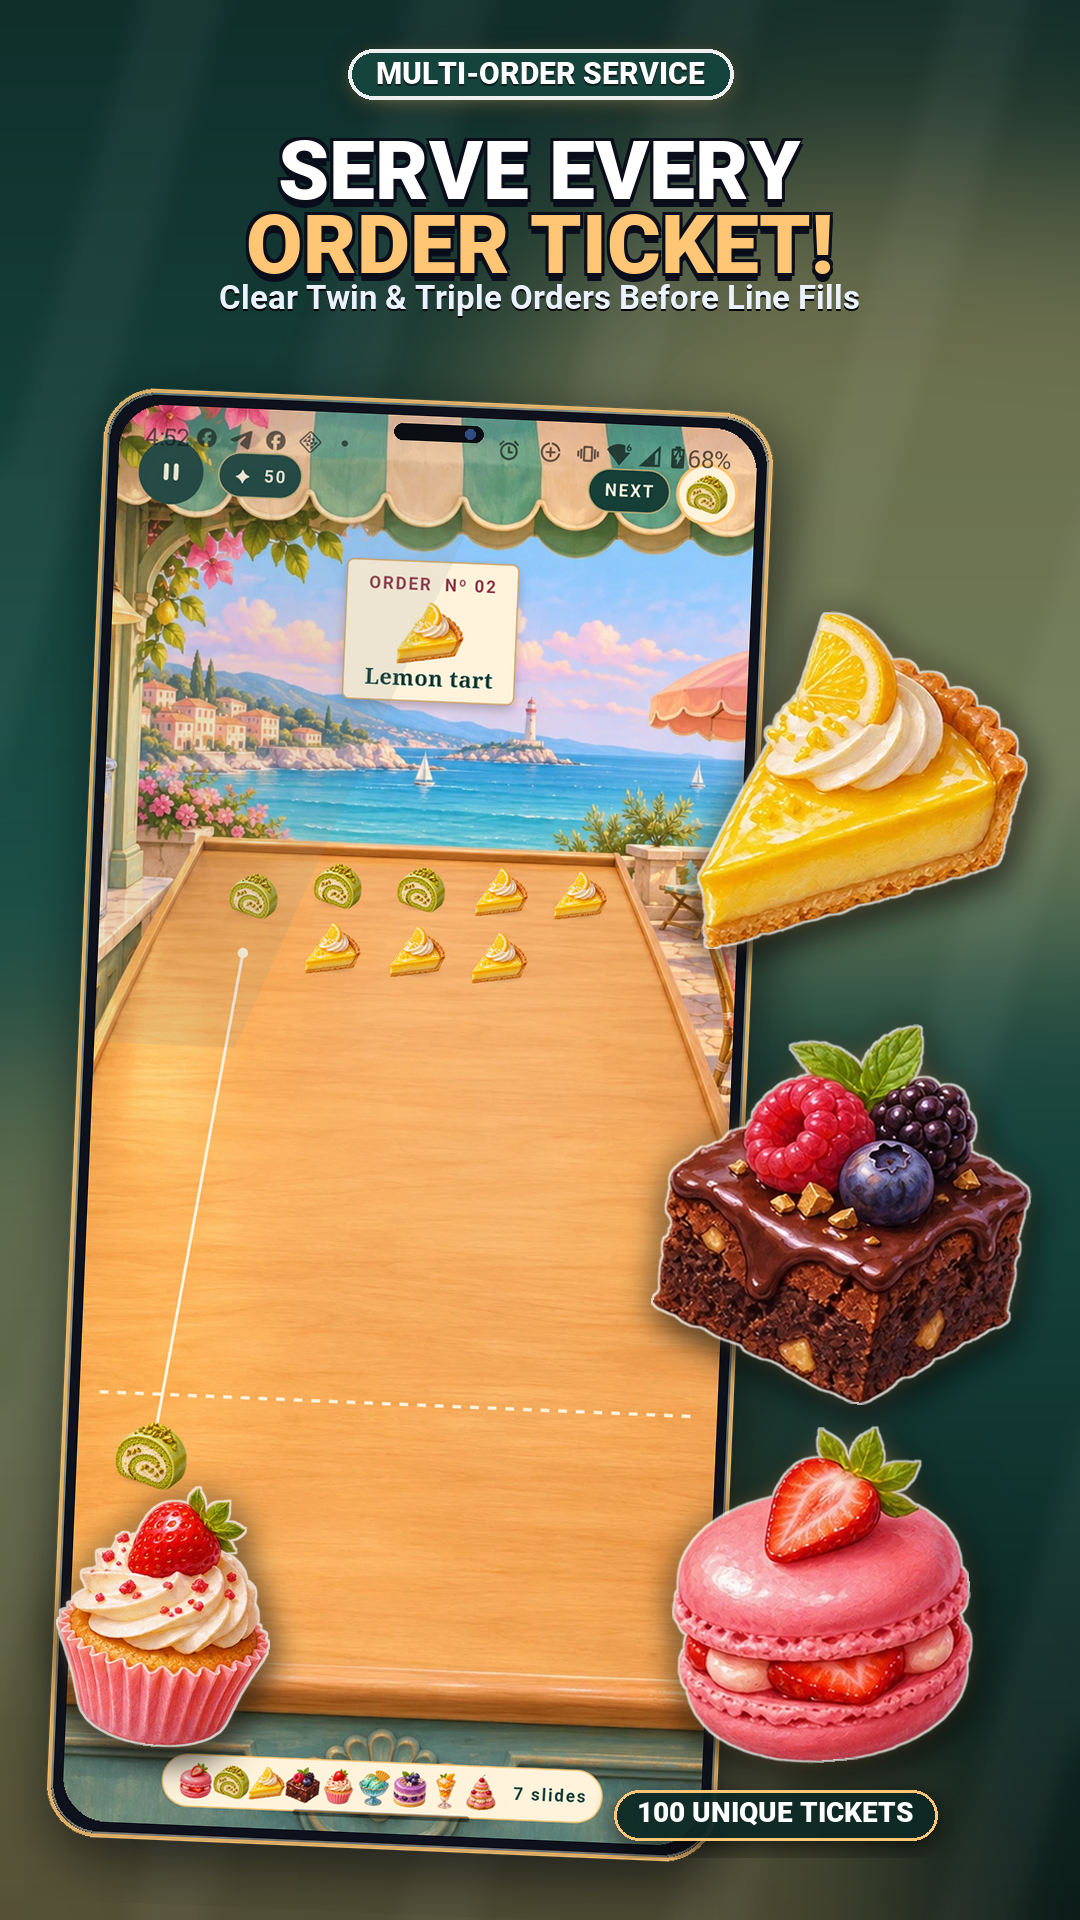 MULTI-ORDER SERVICE
SERVE EVERY
ORDER TICKET!
Clear Twin & Triple Orders Before Line Fills
4:52
68%
50
NEXT
ORDER Nº 02
Lemon tart
7 slides
100 UNIQUE TICKETS